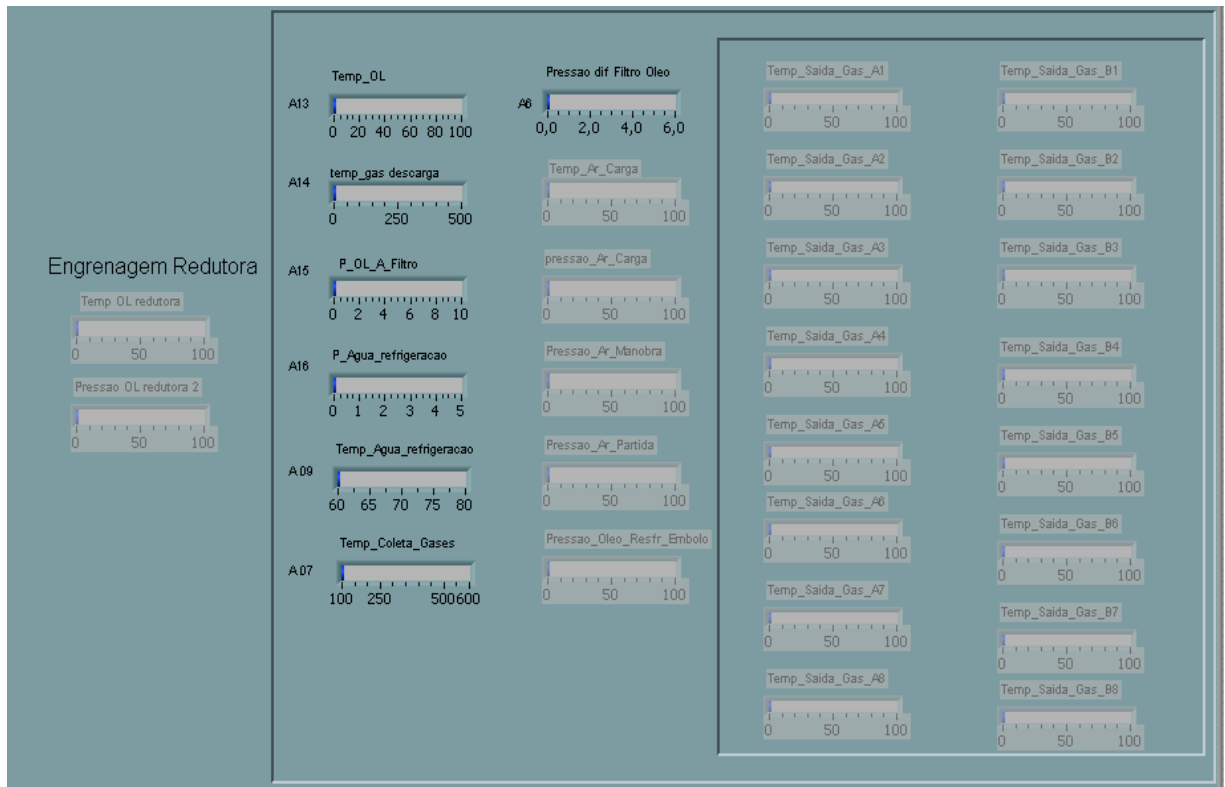 Engrenagem Redutora
Temp OL redutora
0 50 100
Pressao OL redutora 2
0 50 100
A13
Temp_OL
0 20 40 60 80 100
A14
temp_gas descarga
0 250 500
A15
P_OL_A_Filtro
0 2 4 6 8 10
A16
P_Agua_refrigeracao
0 1 2 3 4 5
A09
Temp_Agua_refrigeracao
60 65 70 75 80
A07
Temp_Coleta_Gases
100 250 500 600
A6
Pressao dif Filtro Oleo
0,0 2,0 4,0 6,0
Temp_Ar_Carga
0 50 100
pressao_Ar_Carga
0 50 100
Pressao_Ar_Manobra
0 50 100
Pressao_Ar_Partida
0 50 100
Pressao_Oleo_Resfr_Embolo
0 50 100
Temp_Saida_Gas_A1
0 50 100
Temp_Saida_Gas_A2
0 50 100
Temp_Saida_Gas_A3
0 50 100
Temp_Saida_Gas_A4
0 50 100
Temp_Saida_Gas_A5
0 50 100
Temp_Saida_Gas_A6
0 50 100
Temp_Saida_Gas_A7
0 50 100
Temp_Saida_Gas_A8
0 50 100
Temp_Saida_Gas_B1
0 50 100
Temp_Saida_Gas_B2
0 50 100
Temp_Saida_Gas_B3
0 50 100
Temp_Saida_Gas_B4
0 50 100
Temp_Saida_Gas_B5
0 50 100
Temp_Saida_Gas_B6
0 50 100
Temp_Saida_Gas_B7
0 50 100
Temp_Saida_Gas_B8
0 50 100